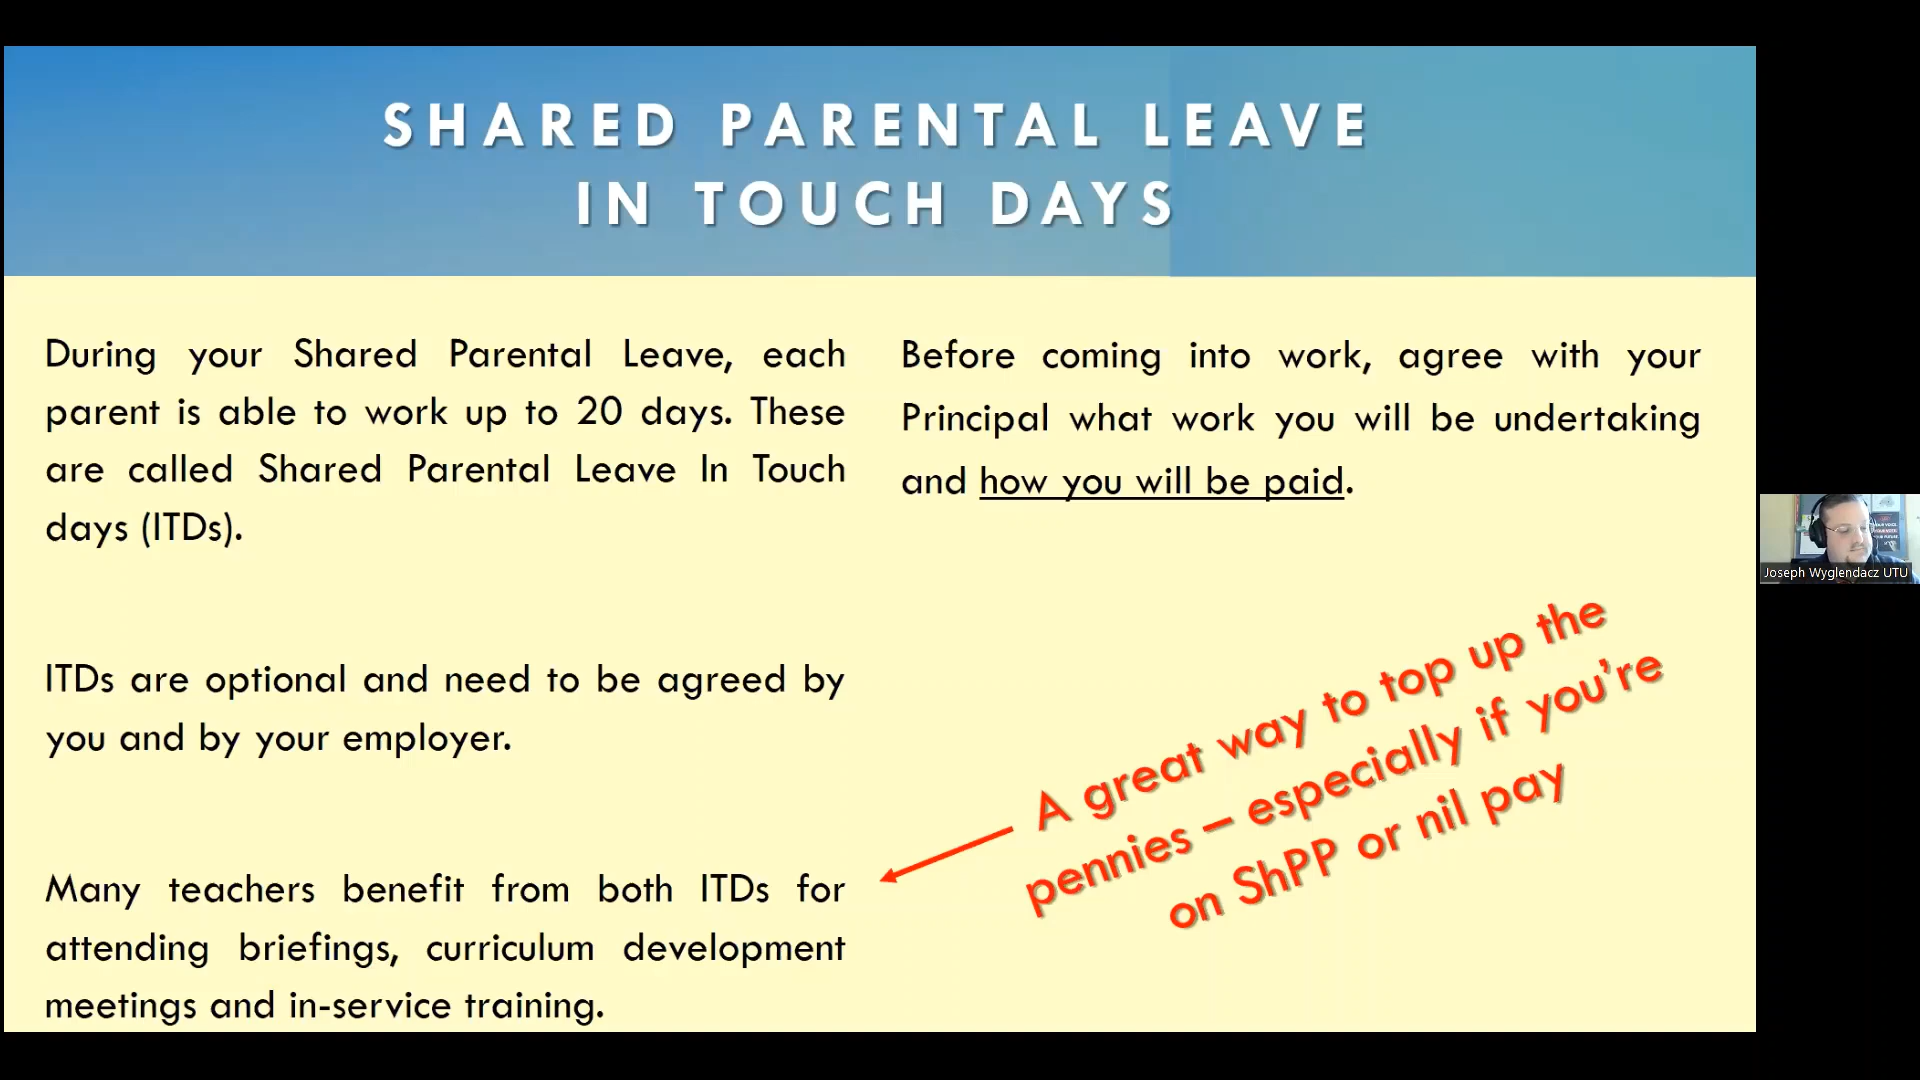 SHARED PARENTAL LEAVE
IN TOUCH DAYS
During your Shared Parental Leave, each
parent is able to work up to 20 days. These
are called Shared Parental Leave In Touch
days (ITDs).
ITDs are optional and need to be agreed by
you and by your employer.
Many teachers benefit from both ITDs for
attending briefings, curriculum development
meetings and in-service training.
Before coming into work, agree with your
Principal what work you will be undertaking
and how you will be paid.
A great way to top up the
pennies – especially if you’re
on ShPP or nil pay
Joseph Wyglendacz UTU